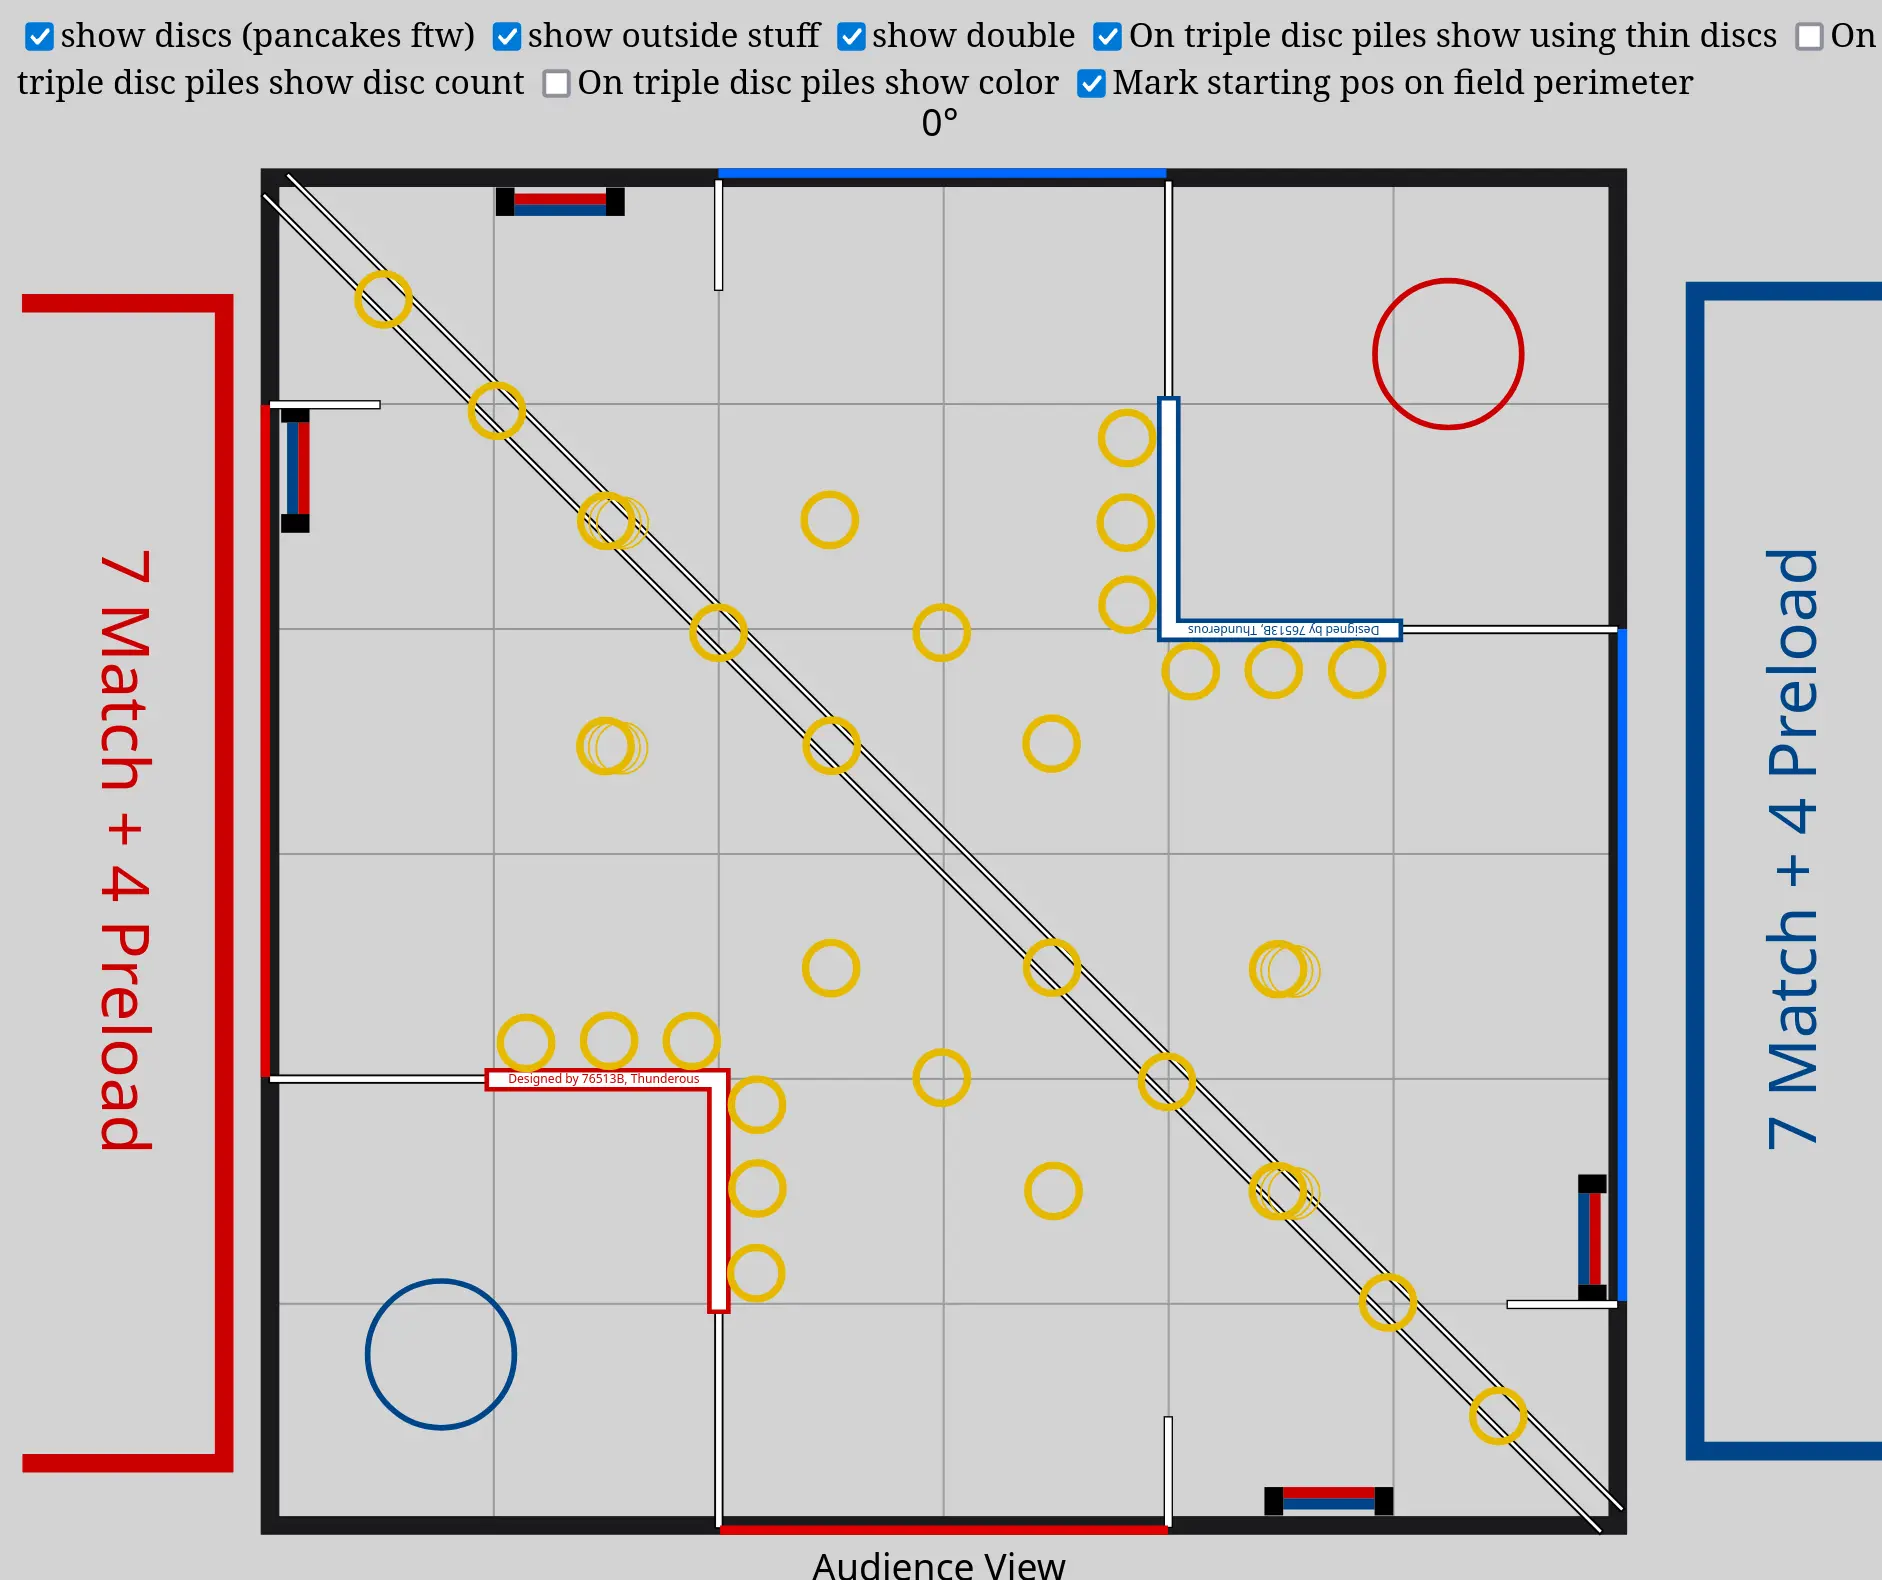 show discs (pancakes ftw) show outside stuff show double On triple disc piles show using thin discs On
triple disc piles show disc count On triple disc piles show color Mark starting pos on field perimeter
0°
7 Match + 4 Preload
7 Match + 4 Preload
Designed by 76513B, Thunderous
Designed by 76513B, Thunderous
Audience View